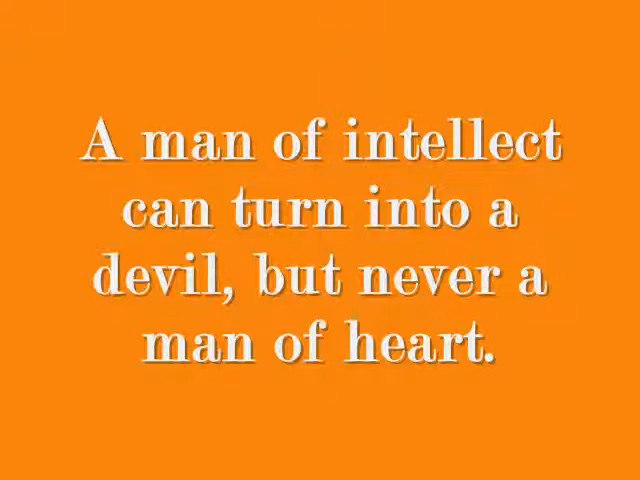 A man of intellect
can turn into a
devil, but never a
man of heart.